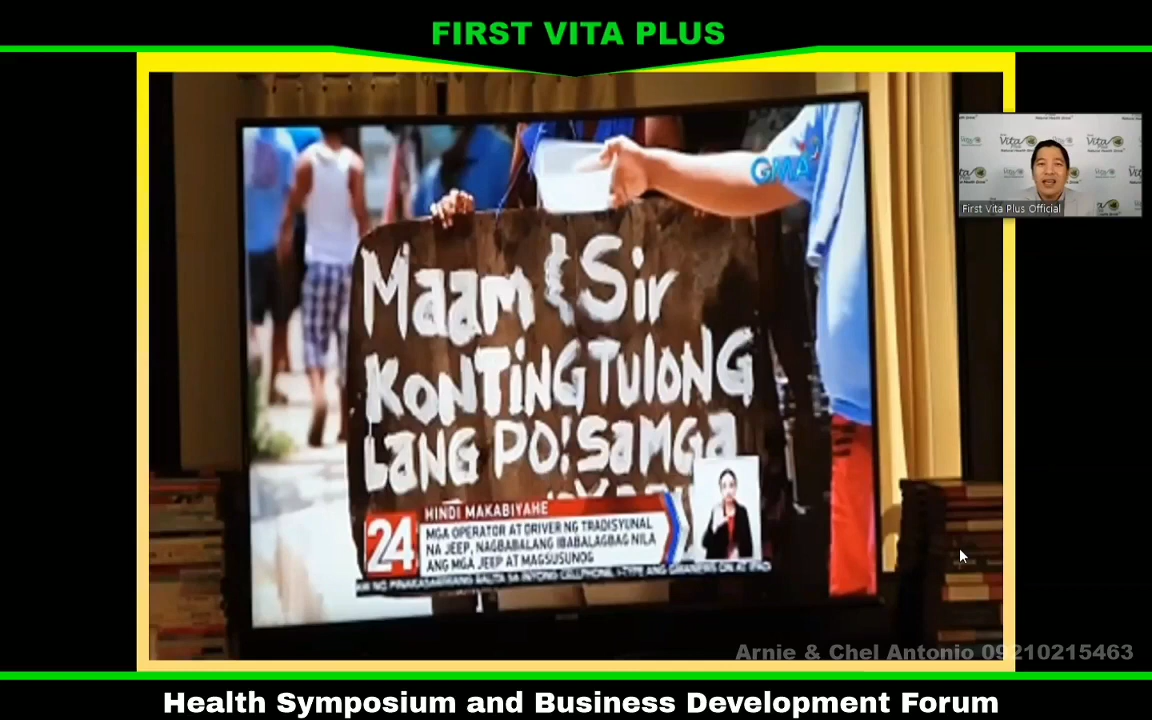 FIRST VITA PLUS
GMA
First Vita Plus Official
Maam & Sir
KONTING TULONG
LANG PO! SA MGA
24
HINDI MAKABIYAHE
MGA OPERATOR AT DRIVER NG TRADISYUNAL
NA JEEP, NAGBABALANG IBABALAGBAG NILA
ANG MGA JEEP AT MAGSUSUNOG
Arnie & Chel Antonio 09210215463
Health Symposium and Business Development Forum